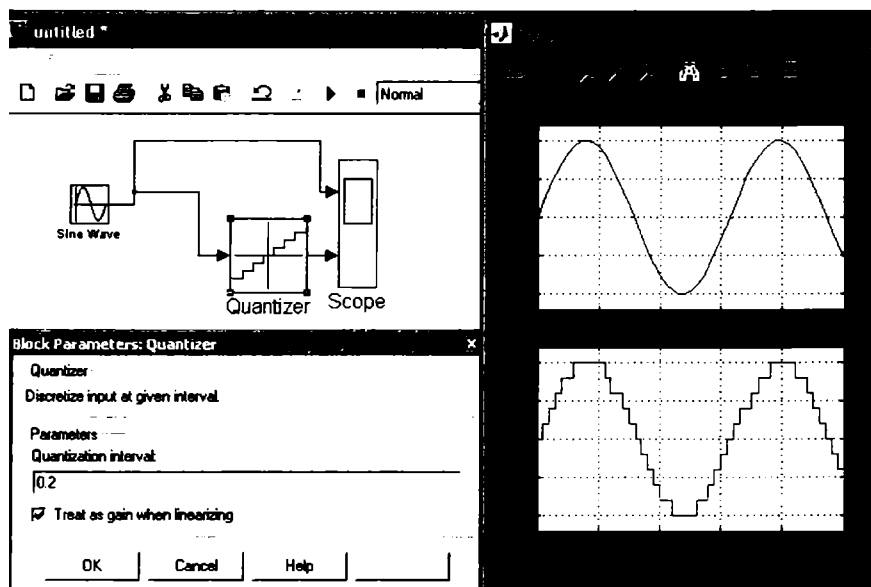 untitled *
Normal
Sine Wave
Quantizer
Scope
Block Parameters: Quantizer
Quantizer
Discretize input at given interval.
Parameters
Quantization interval:
0.2
Treat as gain when linearizing
OK
Cancel
Help